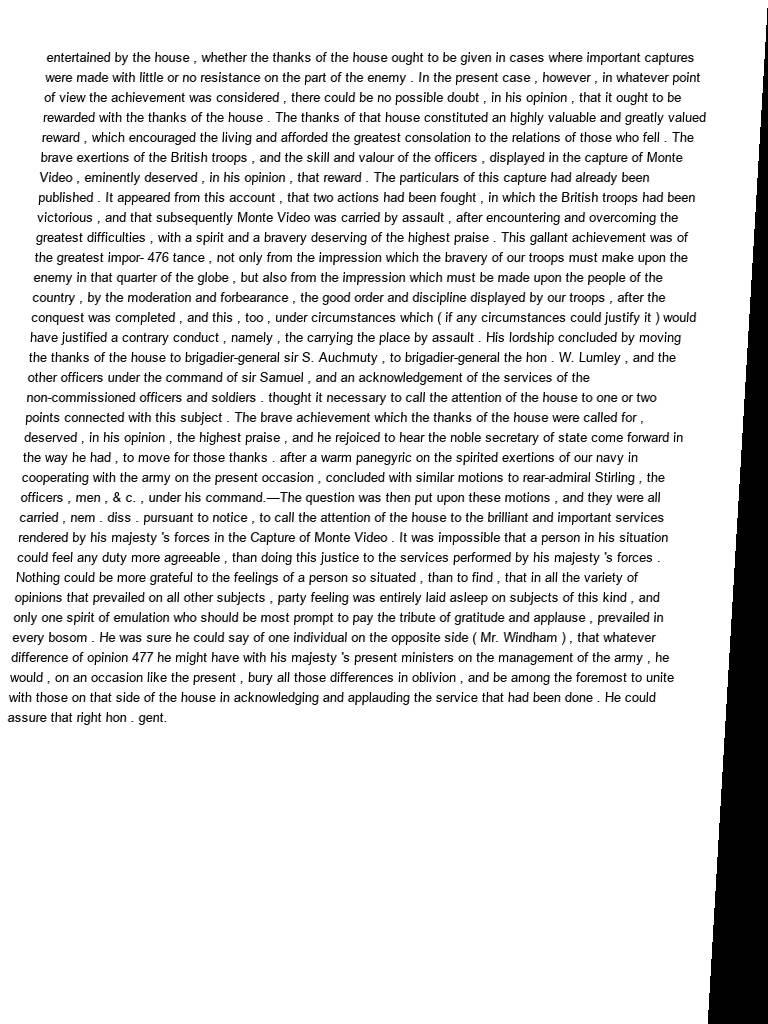 entertained by the house , whether the thanks of the house ought to be given in cases where important captures
were made with little or no resistance on the part of the enemy . In the present case , however , in whatever point
of view the achievement was considered , there could be no possible doubt , in his opinion , that it ought to be
rewarded with the thanks of the house . The thanks of that house constituted an highly valuable and greatly valued
reward , which encouraged the living and afforded the greatest consolation to the relations of those who fell . The
brave exertions of the British troops , and the skill and valour of the officers , displayed in the capture of Monte
Video , eminently deserved , in his opinion , that reward . The particulars of this capture had already been
published . It appeared from this account , that two actions had been fought , in which the British troops had been
victorious , and that subsequently Monte Video was carried by assault , after encountering and overcoming the
greatest difficulties , with a spirit and a bravery deserving of the highest praise . This gallant achievement was of
the greatest impor- 476 tance , not only from the impression which the bravery of our troops must make upon the
enemy in that quarter of the globe , but also from the impression which must be made upon the people of the
country , by the moderation and forbearance , the good order and discipline displayed by our troops , after the
conquest was completed , and this , too , under circumstances which ( if any circumstances could justify it ) would
have justified a contrary conduct , namely , the carrying the place by assault . His lordship concluded by moving
the thanks of the house to brigadier-general sir S. Auchmuty , to brigadier-general the hon . W. Lumley , and the
other officers under the command of sir Samuel , and an acknowledgement of the services of the
non-commissioned officers and soldiers . thought it necessary to call the attention of the house to one or two
points connected with this subject . The brave achievement which the thanks of the house were called for ,
deserved , in his opinion , the highest praise , and he rejoiced to hear the noble secretary of state come forward in
the way he had , to move for those thanks . after a warm panegyric on the spirited exertions of our navy in
cooperating with the army on the present occasion , concluded with similar motions to rear-admiral Stirling , the
officers , men , & c. , under his command.—The question was then put upon these motions , and they were all
carried , nem . diss . pursuant to notice , to call the attention of the house to the brilliant and important services
rendered by his majesty 's forces in the Capture of Monte Video . It was impossible that a person in his situation
could feel any duty more agreeable , than doing this justice to the services performed by his majesty 's forces .
Nothing could be more grateful to the feelings of a person so situated , than to find , that in all the variety of
opinions that prevailed on all other subjects , party feeling was entirely laid asleep on subjects of this kind , and
only one spirit of emulation who should be most prompt to pay the tribute of gratitude and applause , prevailed in
every bosom . He was sure he could say of one individual on the opposite side ( Mr. Windham ) , that whatever
difference of opinion 477 he might have with his majesty 's present ministers on the management of the army , he
would , on an occasion like the present , bury all those differences in oblivion , and be among the foremost to unite
with those on that side of the house in acknowledging and applauding the service that had been done . He could
assure that right hon . gent.